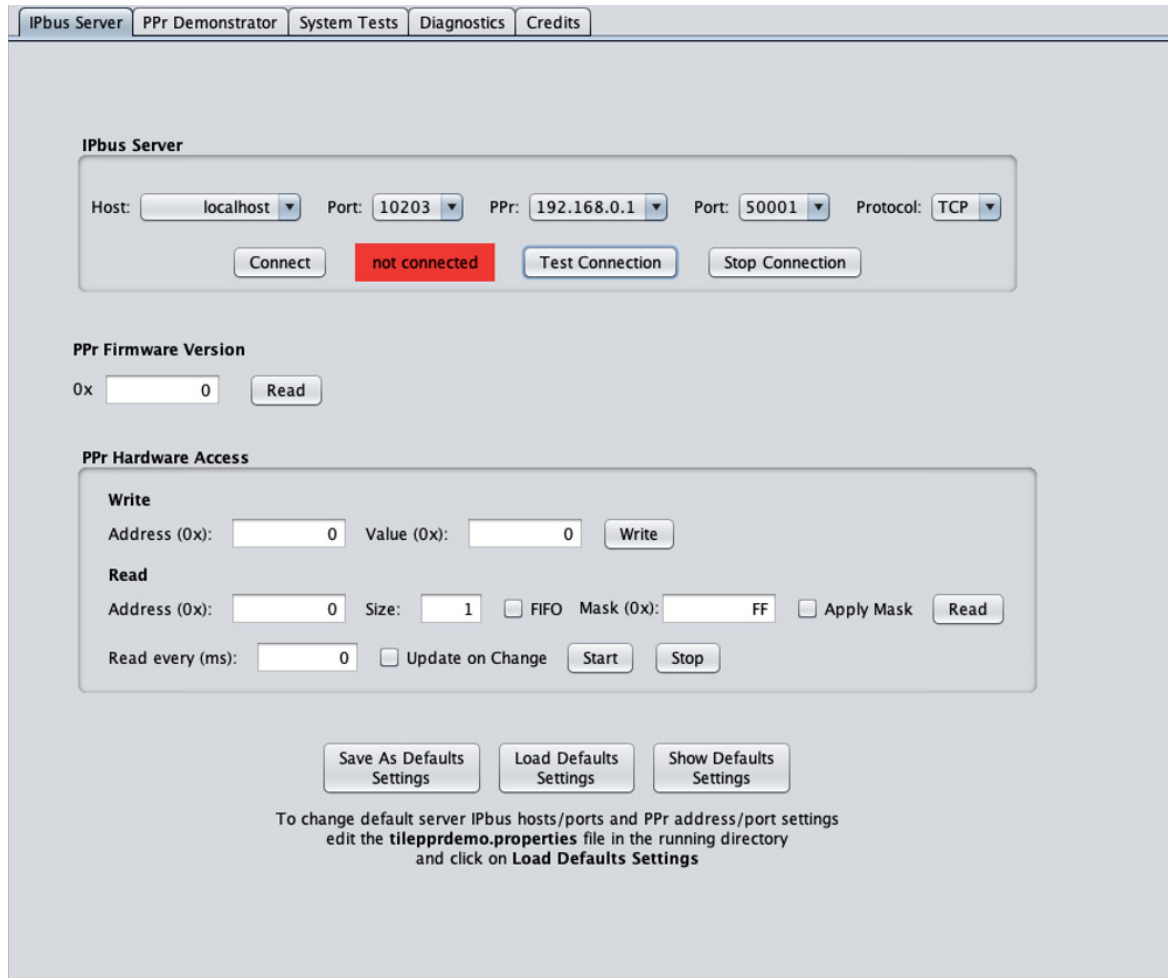 IPbus Server PPr Demonstrator System Tests Diagnostics Credits
IPbus Server
Host: localhost Port: 10203 PPr: 192.168.0.1 Port: 50001 Protocol: TCP
Connect not connected Test Connection Stop Connection
PPr Firmware Version
0x 0 Read
PPr Hardware Access
Write
Address (0x): 0 Value (0x): 0 Write
Read
Address (0x): 0 Size: 1 FIFO Mask (0x): FF Apply Mask Read
Read every (ms): 0 Update on Change Start Stop
Save As Defaults Settings Load Defaults Settings Show Defaults Settings
To change default server IPbus hosts/ports and PPr address/port settings
edit the tilepprdemo.properties file in the running directory
and click on Load Defaults Settings